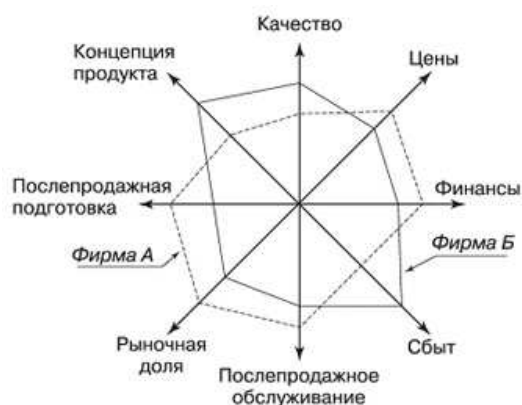 Качество
Концепция
продукта
Цены
Послепродажная
подготовка
Финансы
Фирма А
Фирма Б
Рыночная
доля
Сбыт
Послепродажное
обслуживание